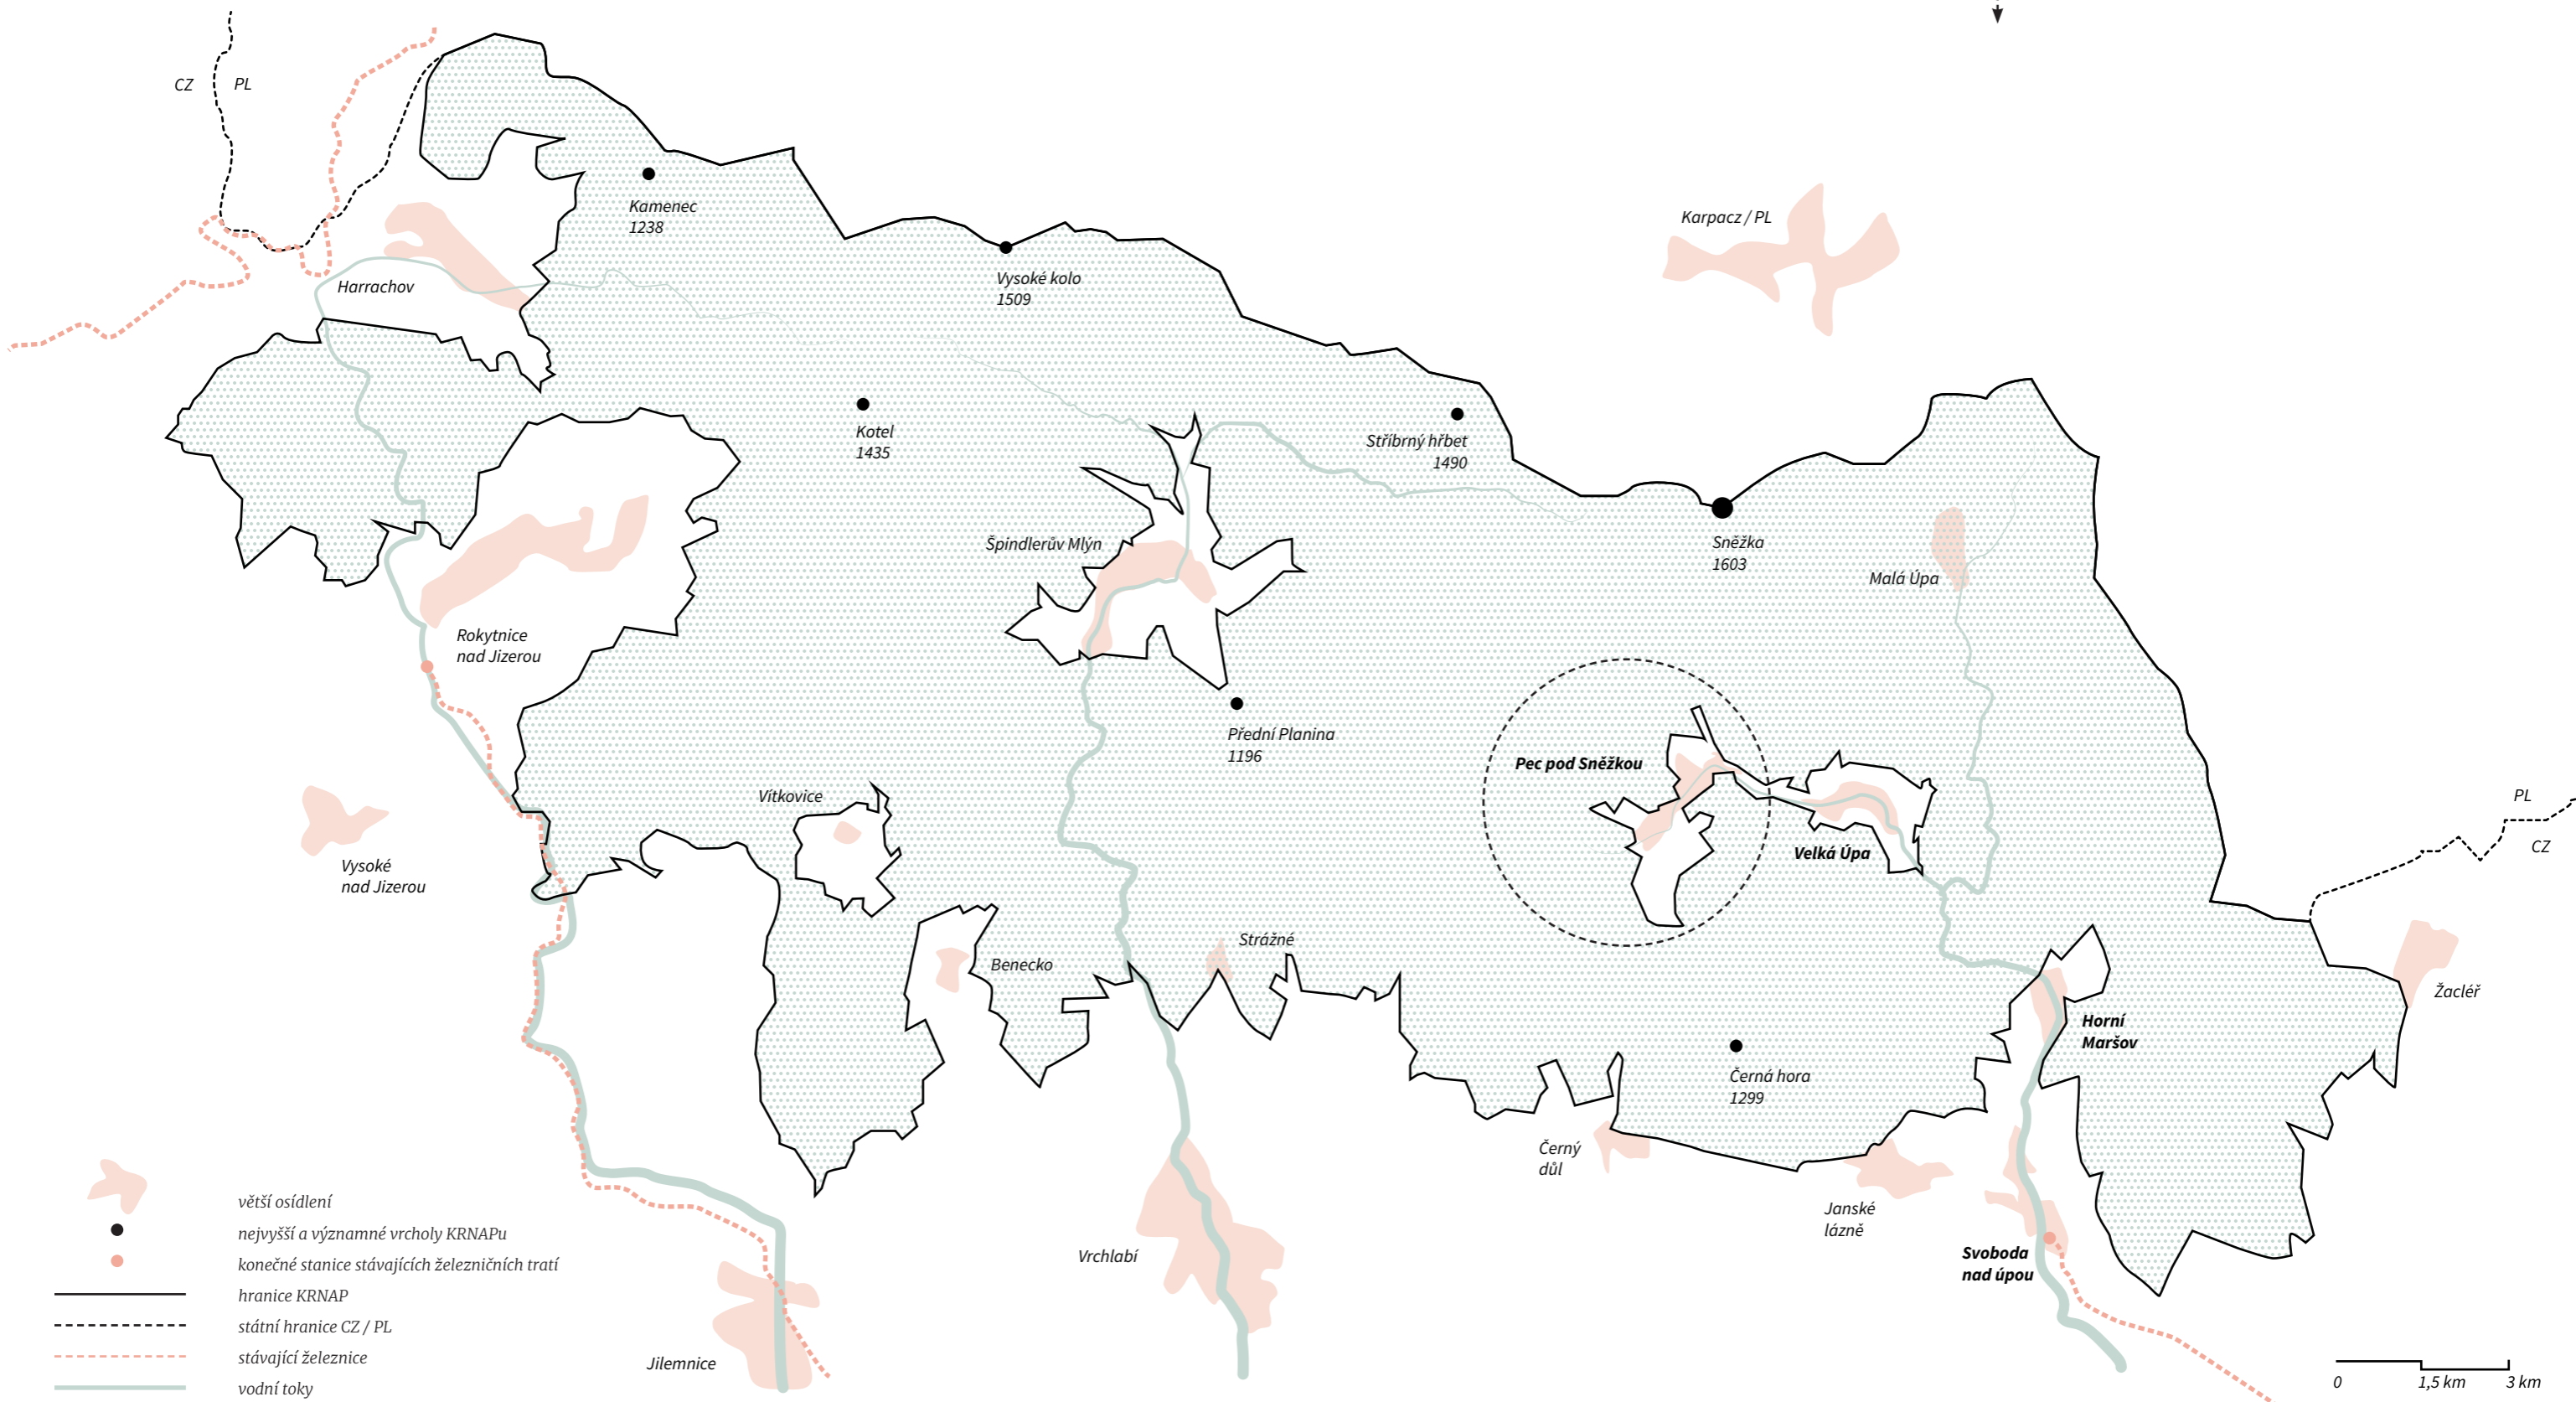 CZ
PL
Kamenec
1238
Karpacz / PL
Vysoké kolo
1509
Harrachov
Kotel
1435
Stříbrný hřbet
1490
Špindlerův Mlýn
Sněžka
1603
Malá Úpa
Rokytnice
nad Jizerou
Přední Planina
1196
Pec pod Sněžkou
Vítkovice
PL
CZ
Velká Úpa
Vysoké
nad Jizerou
Strážné
Benecko
Žacléř
Horní
Maršov
Černá hora
1299
Černý
důl
Janské
lázně
Vrchlabí
Svoboda
nad úpou
Jilemnice
větší osídlení
nejvyšší a významné vrcholy KRNAPu
konečné stanice stávajících železničních tratí
hranice KRNAP
státní hranice CZ / PL
stávající železnice
vodní toky
0 1,5 km 3 km